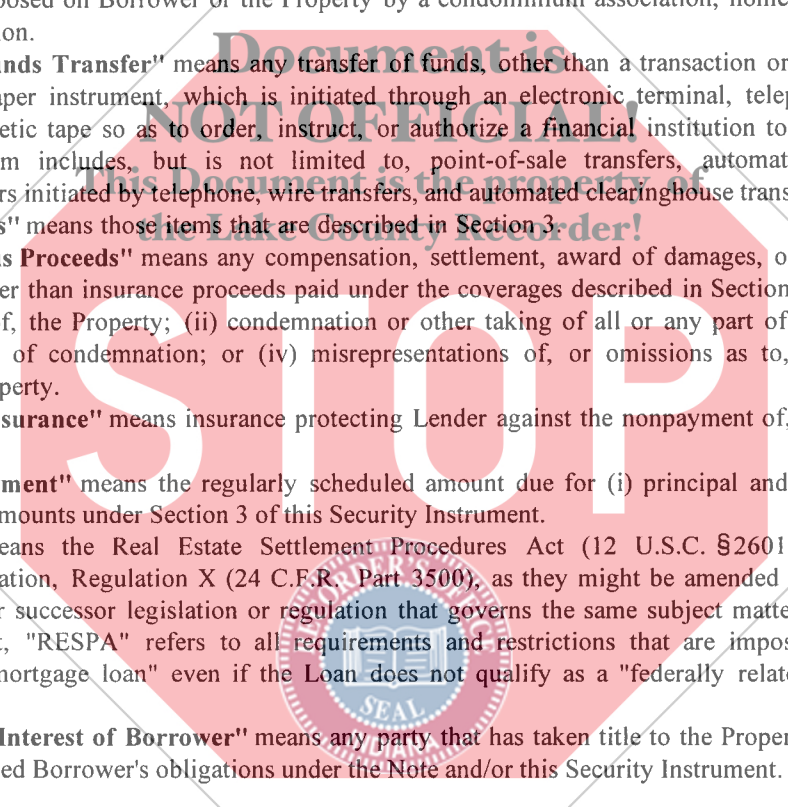 posed on Borrower or the Property by a condominium association, home
ion.
unds Transfer" means any transfer of funds, other than a transaction or
aper instrument, which is initiated through an electronic terminal, tele
etic tape so as to order, instruct, or authorize a financial institution to
m includes, but is not limited to, point-of-sale transfers, automat
rs initiated by telephone, wire transfers, and automated clearinghouse trans
s" means those items that are described in Section 3.
us Proceeds" means any compensation, settlement, award of damages, o
er than insurance proceeds paid under the coverages described in Section
of, the Property; (ii) condemnation or other taking of all or any part of
of condemnation; or (iv) misrepresentations of, or omissions as to,
perty.
surance" means insurance protecting Lender against the nonpayment of,
ment" means the regularly scheduled amount due for (i) principal and
mounts under Section 3 of this Security Instrument.
eans the Real Estate Settlement Procedures Act (12 U.S.C. §2601
ation, Regulation X (24 C.F.R. Part 3500), as they might be amended
r successor legislation or regulation that governs the same subject matte
t, "RESPA" refers to all requirements and restrictions that are impos
mortgage loan" even if the Loan does not qualify as a "federally relat
Interest of Borrower" means any party that has taken title to the Proper
ed Borrower's obligations under the Note and/or this Security Instrument.
Document is
NOT OFFICIAL!
This Document is the property of
the Lake County Recorder!
STOP
SEAL
INDIANA